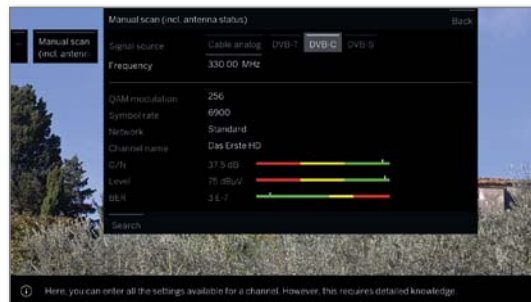 Manual scan (incl. antenna status)
Back
Manual scan
(incl. antenn
Signal source Cable analog DVB-T DVB-C DVB-S
Frequency 330.00 MHz
QAM modulation 256
Symbol rate 6900
Network Standard
Channel name Das Erste HD
C/N 37.5 dB
Level 75 dBuV
BER 3 E-7
Search
Here, you can enter all the settings available for a channel. However, this requires detailed knowledge.